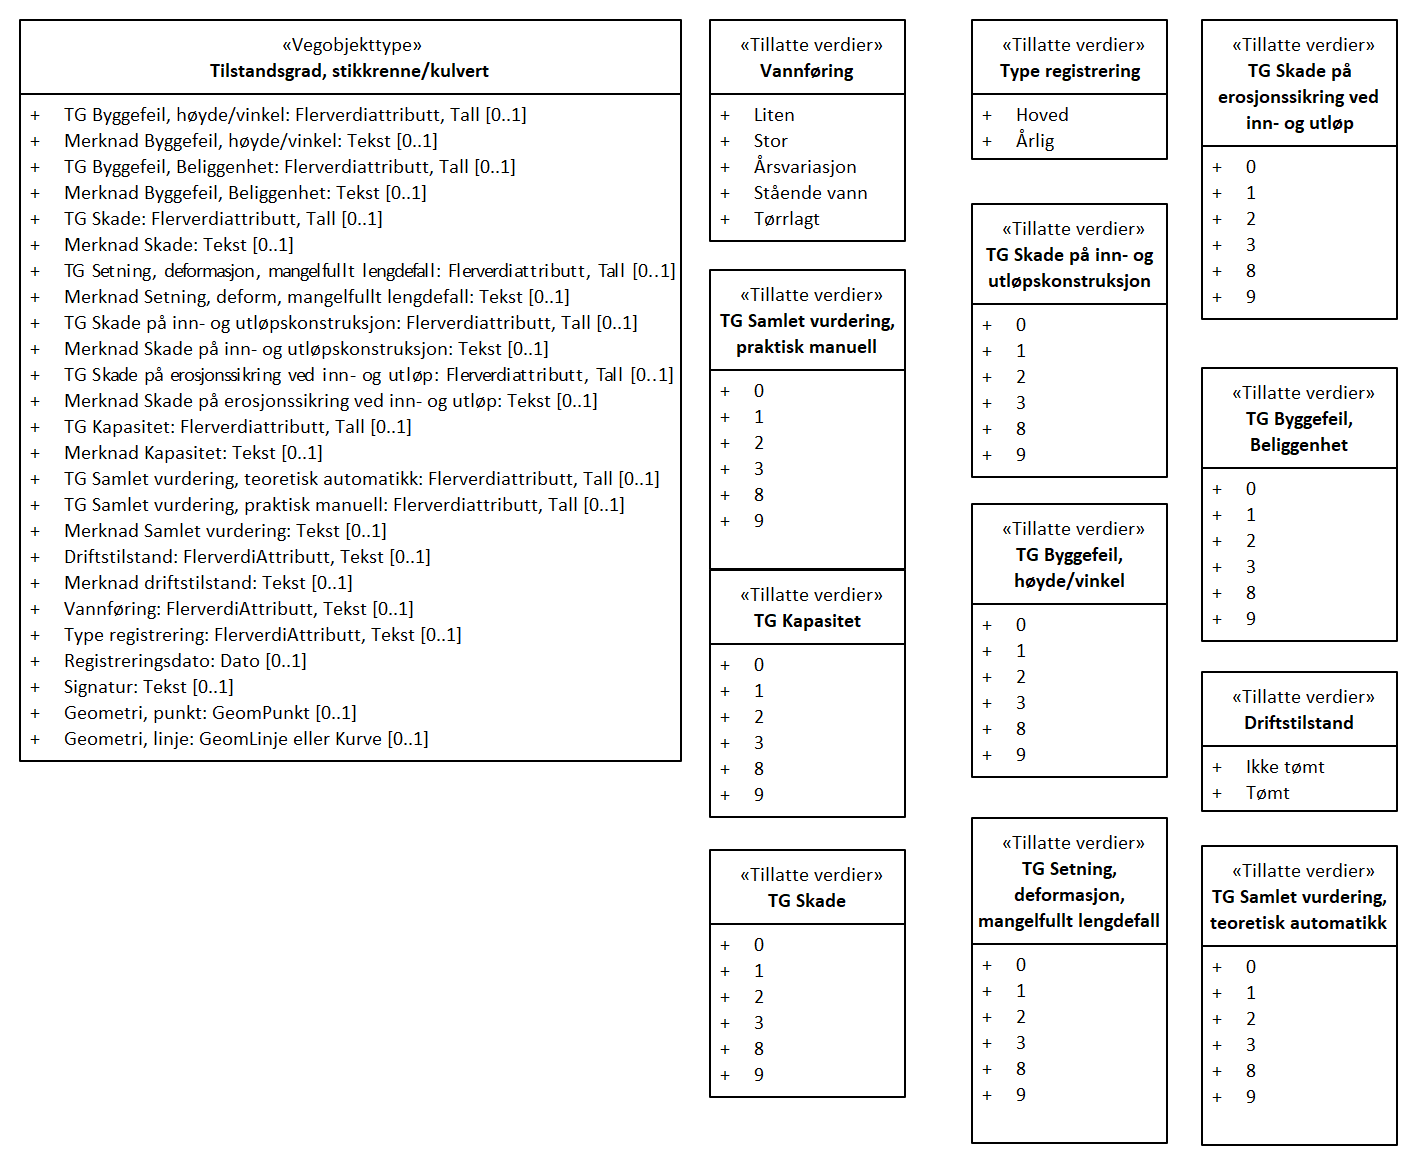 «Vegobjekttype»
Tilstandsgrad, stikkrenne/kulvert
+ TG Byggefeil, høyde/vinkel: Flerverdiattributt, Tall [0..1]
+ Merknad Byggefeil, høyde/vinkel: Tekst [0..1]
+ TG Byggefeil, Beliggenhet: Flerverdiattributt, Tall [0..1]
+ Merknad Byggefeil, Beliggenhet: Tekst [0..1]
+ TG Skade: Flerverdiattributt, Tall [0..1]
+ Merknad Skade: Tekst [0..1]
+ TG Setning, deformasjon, mangelfullt lengdefall: Flerverdiattributt, Tall [0..1]
+ Merknad Setning, deform, mangelfullt lengdefall: Tekst [0..1]
+ TG Skade på inn- og utløpskonstruksjon: Flerverdiattributt, Tall [0..1]
+ Merknad Skade på inn- og utløpskonstruksjon: Tekst [0..1]
+ TG Skade på erosjonssikring ved inn- og utløp: Flerverdiattributt, Tall [0..1]
+ Merknad Skade på erosjonssikring ved inn- og utløp: Tekst [0..1]
+ TG Kapasitet: Flerverdiattributt, Tall [0..1]
+ Merknad Kapasitet: Tekst [0..1]
+ TG Samlet vurdering, teoretisk automatikk: Flerverdiattributt, Tall [0..1]
+ TG Samlet vurdering, praktisk manuell: Flerverdiattributt, Tall [0..1]
+ Merknad Samlet vurdering: Tekst [0..1]
+ Driftstilstand: FlerverdiAttributt, Tekst [0..1]
+ Merknad driftstilstand: Tekst [0..1]
+ Vannføring: FlerverdiAttributt, Tekst [0..1]
+ Type registrering: FlerverdiAttributt, Tekst [0..1]
+ Registreringsdato: Dato [0..1]
+ Signatur: Tekst [0..1]
+ Geometri, punkt: GeomPunkt [0..1]
+ Geometri, linje: GeomLinje eller Kurve [0..1]
«Tillatte verdier»
Vannføring
+ Liten
+ Stor
+ Årsvariasjon
+ Stående vann
+ Tørrlagt
«Tillatte verdier»
TG Samlet vurdering,
praktisk manuell
+ 0
+ 1
+ 2
+ 3
+ 8
+ 9
«Tillatte verdier»
TG Kapasitet
+ 0
+ 1
+ 2
+ 3
+ 8
+ 9
«Tillatte verdier»
TG Skade
+ 0
+ 1
+ 2
+ 3
+ 8
+ 9
«Tillatte verdier»
Type registrering
+ Hoved
+ Årlig
«Tillatte verdier»
TG Skade på inn- og
utløpskonstruksjon
+ 0
+ 1
+ 2
+ 3
+ 8
+ 9
«Tillatte verdier»
TG Byggefeil,
høyde/vinkel
+ 0
+ 1
+ 2
+ 3
+ 8
+ 9
«Tillatte verdier»
TG Setning,
deformasjon,
mangelfullt lengdefall
+ 0
+ 1
+ 2
+ 3
+ 8
+ 9
«Tillatte verdier»
TG Skade på
erosjonssikring ved
inn- og utløp
+ 0
+ 1
+ 2
+ 3
+ 8
+ 9
«Tillatte verdier»
TG Byggefeil,
Beliggenhet
+ 0
+ 1
+ 2
+ 3
+ 8
+ 9
«Tillatte verdier»
Driftstilstand
+ Ikke tømt
+ Tømt
«Tillatte verdier»
TG Samlet vurdering,
teoretisk automatikk
+ 0
+ 1
+ 2
+ 3
+ 8
+ 9